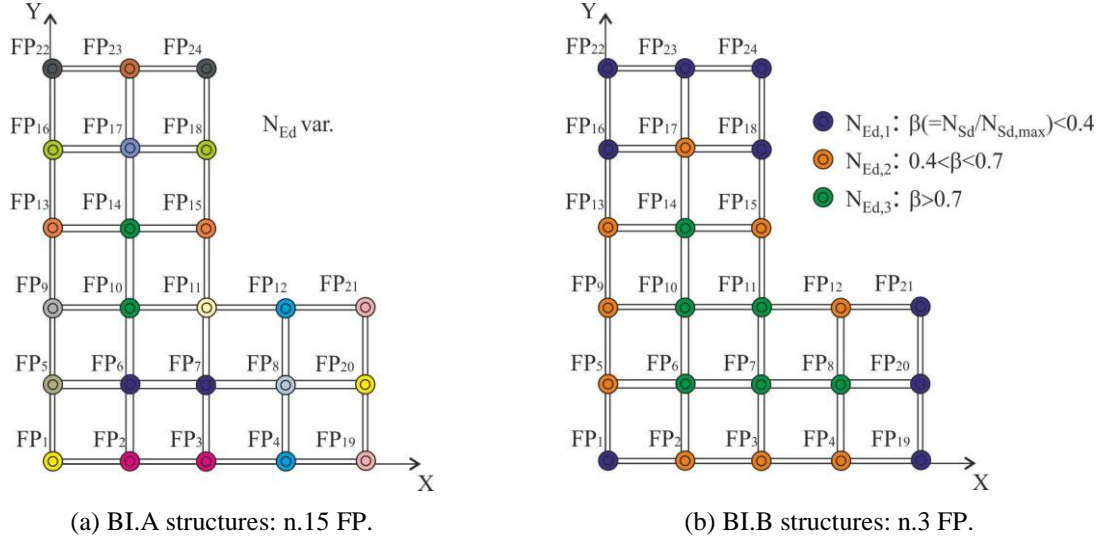 Y
FP22 FP23 FP24
FP16 FP17 FP18
NEd var.
FP13 FP14 FP15
FP9 FP10 FP11 FP12 FP21
FP5 FP6 FP7 FP8 FP20
FP1 FP2 FP3 FP4 FP19
X
(a) BI.A structures: n.15 FP.
Y
FP22 FP23 FP24
FP16 FP17 FP18
NEd,1: β(=NSd/NSd,max)<0.4
NEd,2: 0.4<β<0.7
NEd,3: β>0.7
FP13 FP14 FP15
FP9 FP10 FP11 FP12 FP21
FP5 FP6 FP7 FP8 FP20
FP1 FP2 FP3 FP4 FP19
X
(b) BI.B structures: n.3 FP.